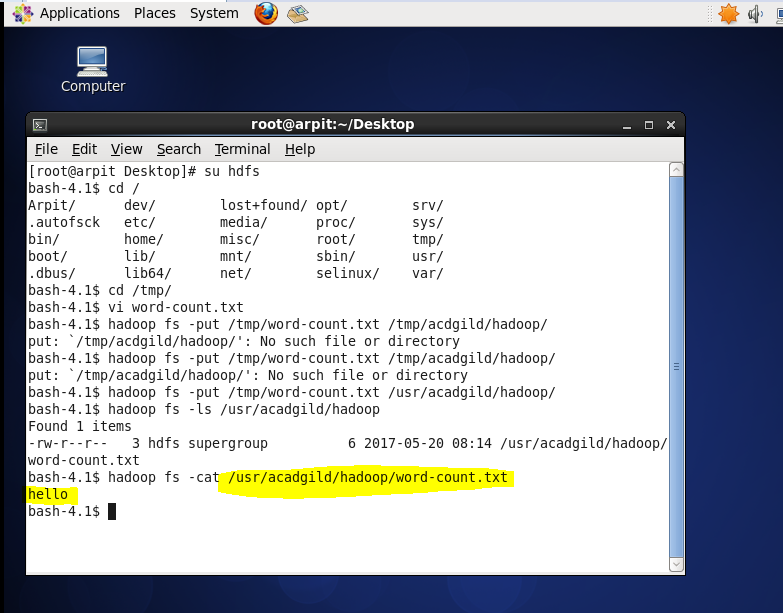 Applications Places System
Computer
root@arpit:~/Desktop
File Edit View Search Terminal Help
[root@arpit Desktop]# su hdfs
bash-4.1$ cd /
Arpit/ dev/ lost+found/ opt/ srv/
.autofsck etc/ media/ proc/ sys/
bin/ home/ misc/ root/ tmp/
boot/ lib/ mnt/ sbin/ usr/
.dbus/ lib64/ net/ selinux/ var/
bash-4.1$ cd /tmp/
bash-4.1$ vi word-count.txt
bash-4.1$ hadoop fs -put /tmp/word-count.txt /tmp/acdgild/hadoop/
put: `/tmp/acdgild/hadoop/': No such file or directory
bash-4.1$ hadoop fs -put /tmp/word-count.txt /tmp/acadgild/hadoop/
put: `/tmp/acadgild/hadoop/': No such file or directory
bash-4.1$ hadoop fs -put /tmp/word-count.txt /usr/acadgild/hadoop/
bash-4.1$ hadoop fs -ls /usr/acadgild/hadoop
Found 1 items
-rw-r--r-- 3 hdfs supergroup 6 2017-05-20 08:14 /usr/acadgild/hadoop/
word-count.txt
bash-4.1$ hadoop fs -cat /usr/acadgild/hadoop/word-count.txt
hello
bash-4.1$